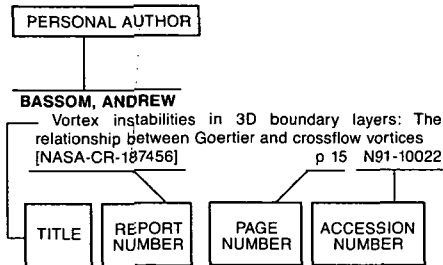 PERSONAL AUTHOR
BASSOM, ANDREW
Vortex instabilities in 3D boundary layers: The
relationship between Goertier and crossflow vortices
[NASA-CR-187456] p 15 N91-10022
TITLE
REPORT NUMBER
PAGE NUMBER
ACCESSION NUMBER